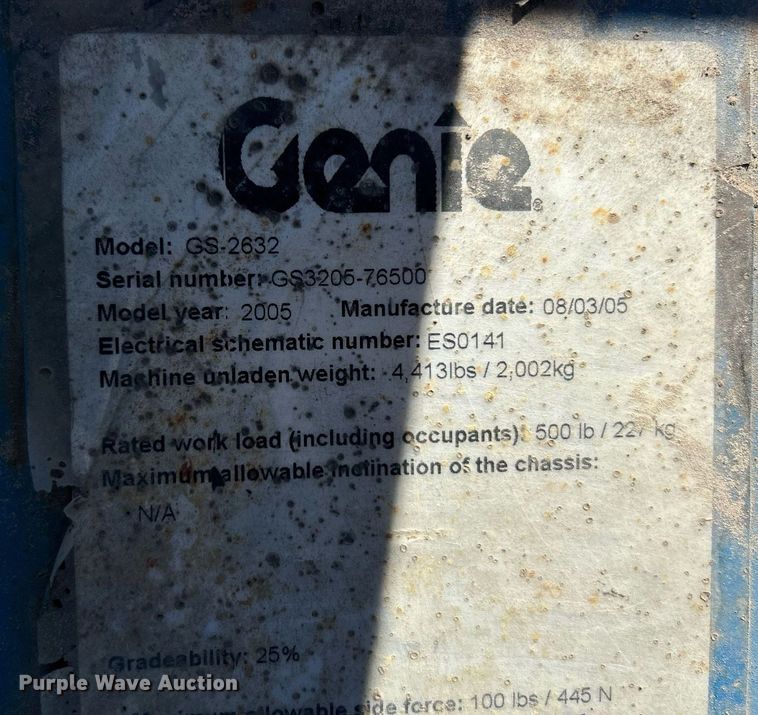 Genie®
Model: GS-2632
Serial number: GS3205-76500
Model year: 2005 Manufacture date: 08/03/05
Electrical schematic number: ES0141
Machine unladen weight: 4,413lbs / 2,002kg
Rated work load (including occupants): 500 lb / 227 kg
Maximum allowable inclination of the chassis:
N/A
Gradeability: 25%
Maximum allowable side force: 100 lbs / 445 N
Purple Wave Auction